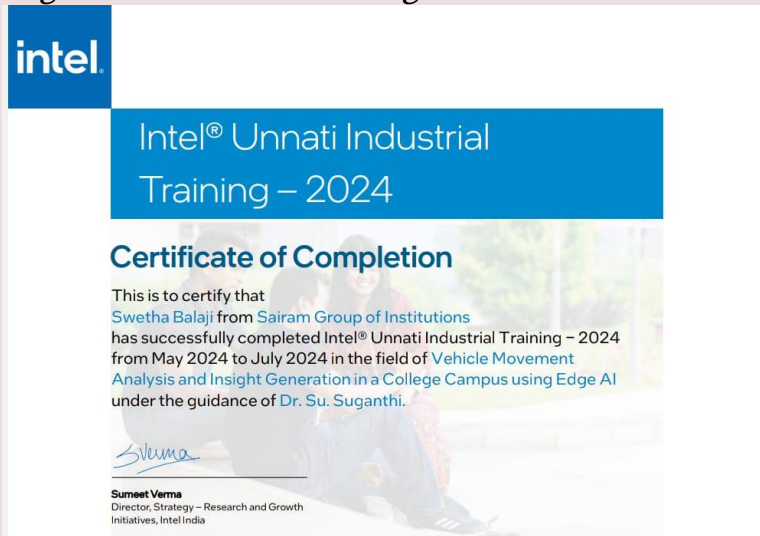 intel.
Intel® Unnati Industrial
Training – 2024
Certificate of Completion
This is to certify that
Swetha Balaji from Sairam Group of Institutions
has successfully completed Intel® Unnati Industrial Training – 2024
from May 2024 to July 2024 in the field of Vehicle Movement
Analysis and Insight Generation in a College Campus using Edge AI
under the guidance of Dr. Su. Suganthi.
SVerma
Sumeet Verma
Director, Strategy – Research and Growth
Initiatives, Intel India